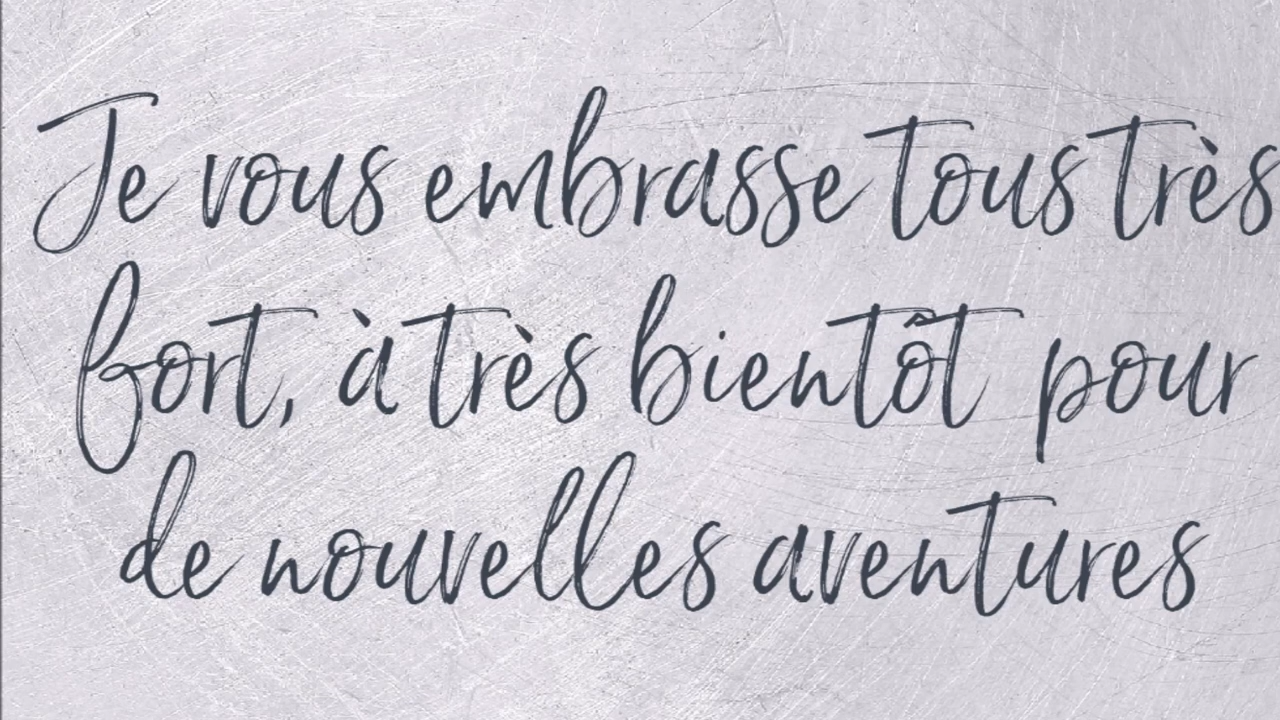 Je vous embrasse tous très
fort, à très bientôt pour
de nouvelles aventures